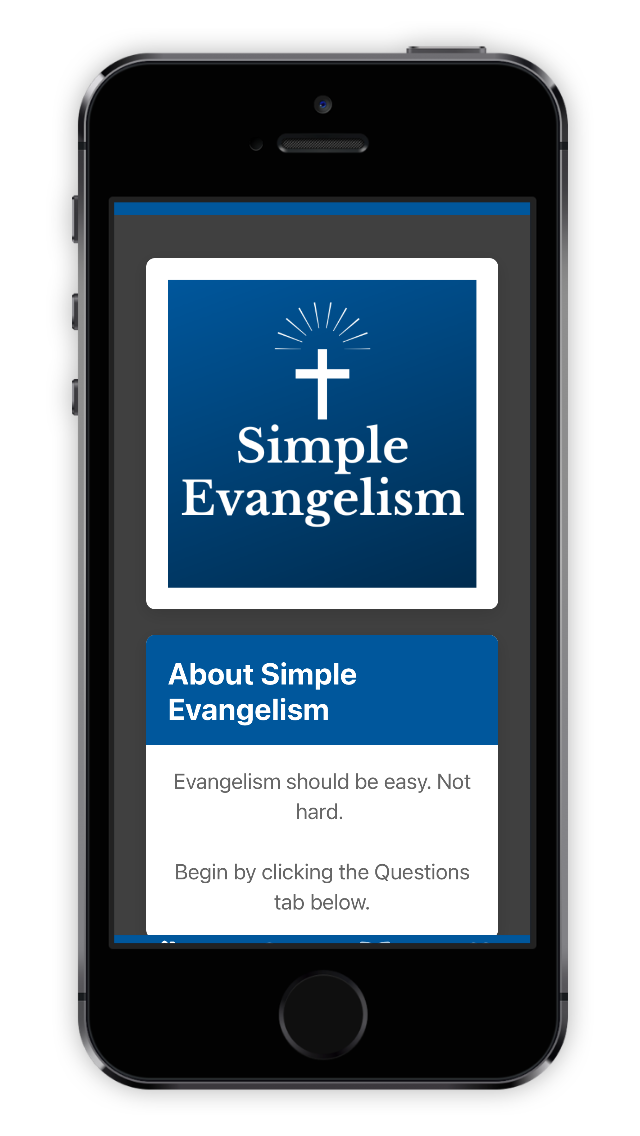 Simple
Evangelism
About Simple
Evangelism
Evangelism should be easy. Not
hard.
Begin by clicking the Questions
tab below.